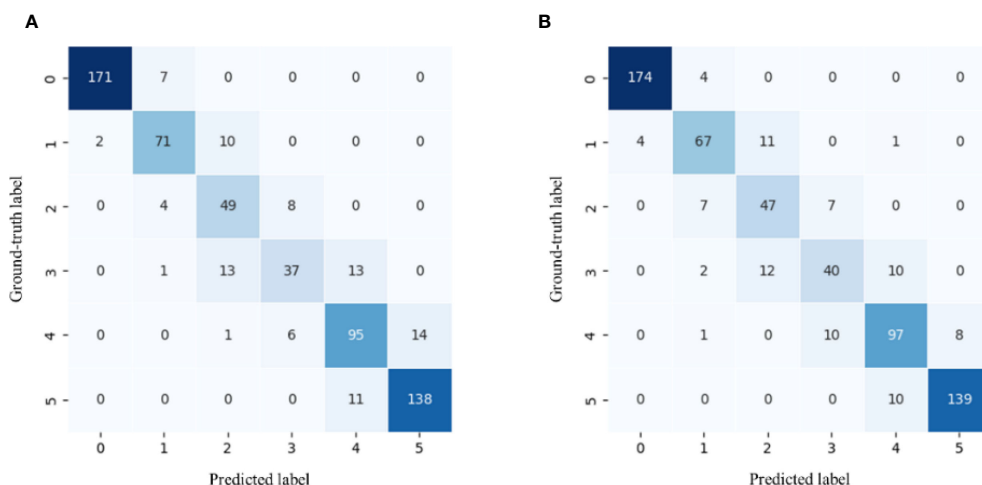 A
0 171 7 0 0 0 0
1 2 71 10 0 0 0
2 0 4 49 8 0 0
3 0 1 13 37 13 0
4 0 0 1 6 95 14
5 0 0 0 0 11 138
0 1 2 3 4 5
Ground-truth label
Predicted label
B
0 174 4 0 0 0 0
1 4 67 11 0 1 0
2 0 7 47 7 0 0
3 0 2 12 40 10 0
4 0 1 0 10 97 8
5 0 0 0 0 10 139
0 1 2 3 4 5
Ground-truth label
Predicted label